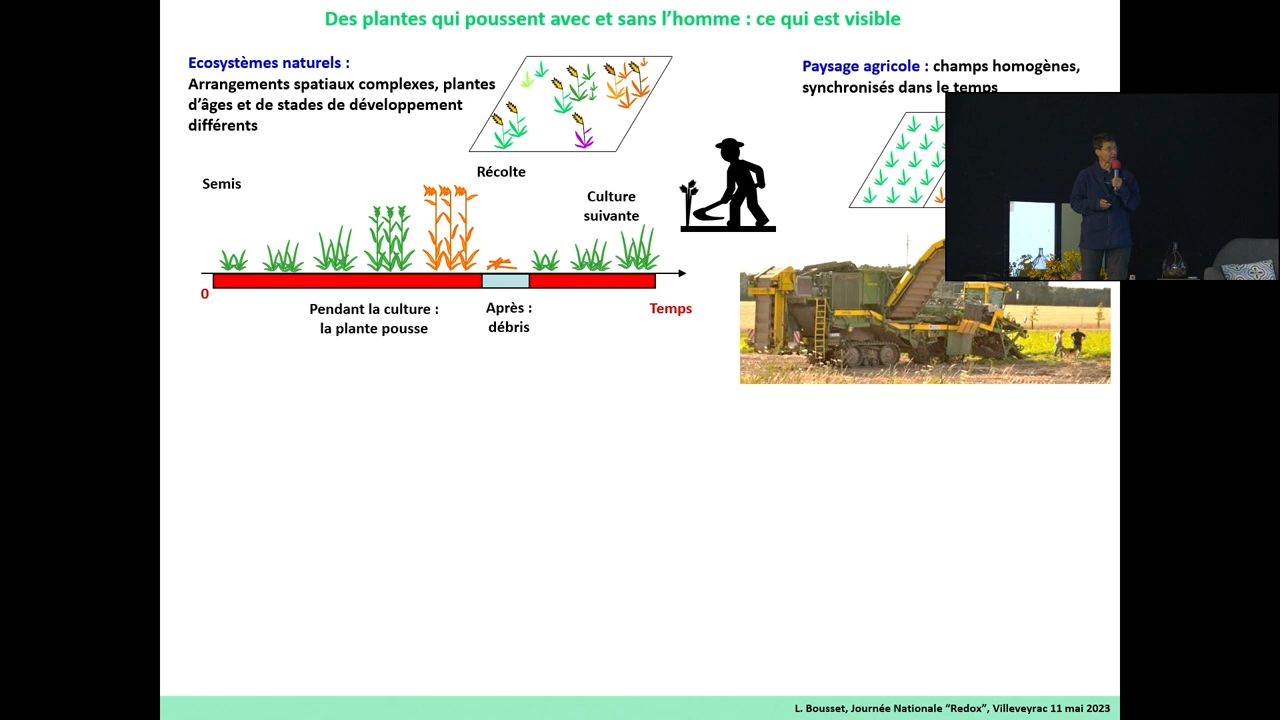 Des plantes qui poussent avec et sans l’homme : ce qui est visible
Ecosystèmes naturels :
Arrangements spatiaux complexes, plantes
d’âges et de stades de développement
différents
Paysage agricole : champs homogènes,
synchronisés dans le temps
Semis
Récolte
Culture
suivante
0
Pendant la culture :
la plante pousse
Après :
débris
Temps
L. Bousset, Journée Nationale “Redox”, Villeveyrac 11 mai 2023